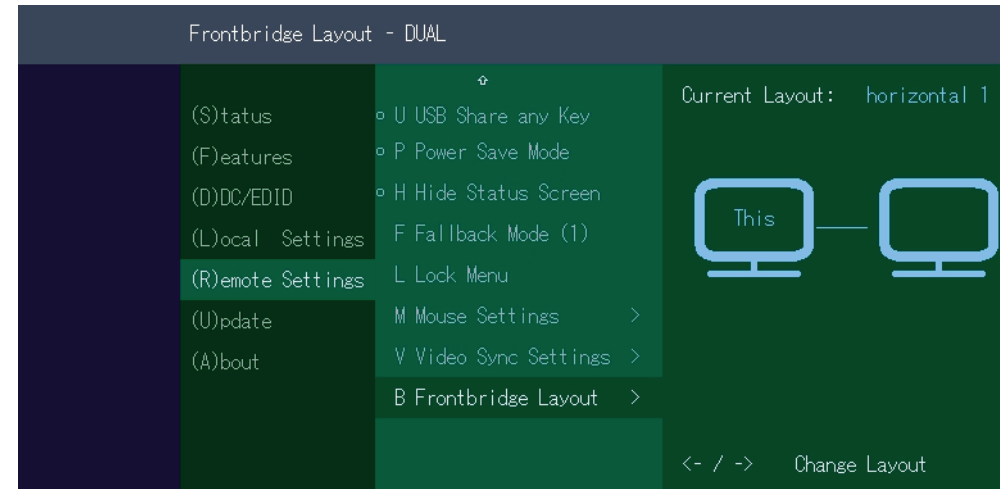 Frontbridge Layout - DUAL
(S)tatus
(F)eatures
(D)DC/EDID
(L)ocal Settings
(R)emote Settings
(U)pdate
(A)bout
U USB Share any Key
P Power Save Mode
H Hide Status Screen
F Fallback Mode (1)
L Lock Menu
M Mouse Settings >
V Video Sync Settings >
B Frontbridge Layout >
Current Layout: horizontal 1
This
<- / -> Change Layout